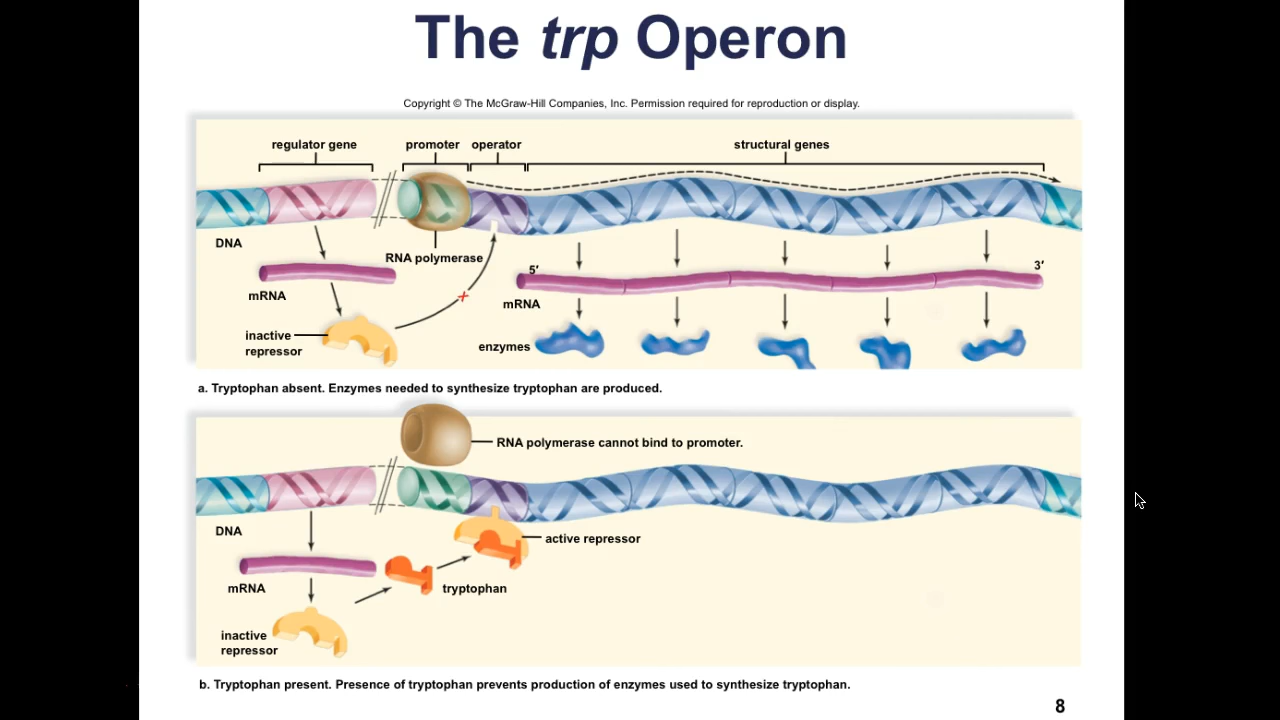 The trp Operon
Copyright © The McGraw-Hill Companies, Inc. Permission required for reproduction or display.
regulator gene
promoter
operator
structural genes
DNA
RNA polymerase
5′
3′
mRNA
mRNA
inactive
repressor
enzymes
a. Tryptophan absent. Enzymes needed to synthesize tryptophan are produced.
RNA polymerase cannot bind to promoter.
DNA
active repressor
mRNA
tryptophan
inactive
repressor
b. Tryptophan present. Presence of tryptophan prevents production of enzymes used to synthesize tryptophan.
8